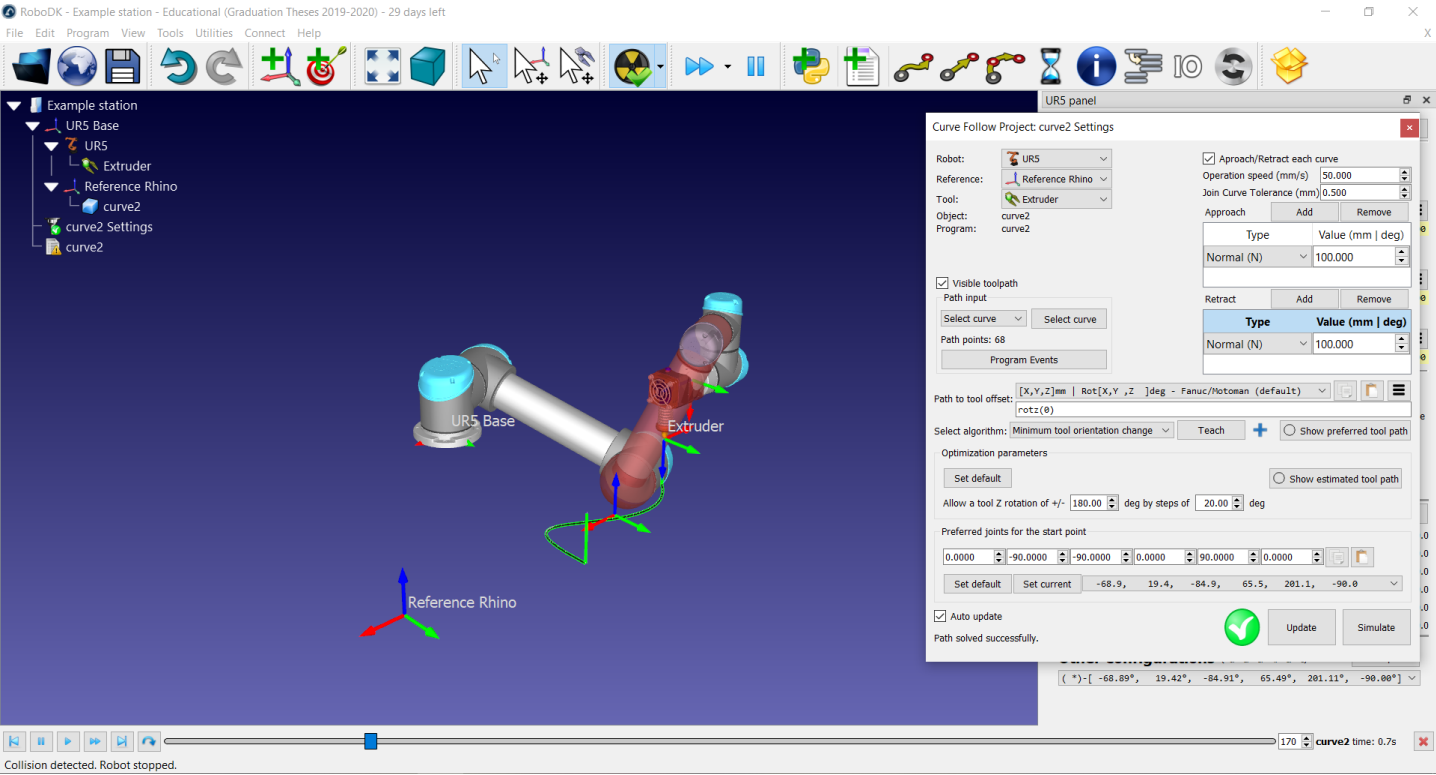 RoboDK - Example station - Educational (Graduation Theses 2019-2020) - 29 days left
File Edit Program View Tools Utilities Connect Help X
IO
Example station
UR5 Base
UR5
Extruder
Reference Rhino
curve2
curve2 Settings
curve2
UR5 Base
Extruder
Reference Rhino
UR5 panel
Curve Follow Project: curve2 Settings
Robot: UR5
Reference: Reference Rhino
Tool: Extruder
Object: curve2
Program: curve2
Aproach/Retract each curve
Operation speed (mm/s) 50.000
Join Curve Tolerance (mm) 0.500
Approach Add Remove
Type Value (mm | deg)
Normal (N) 100.000
Retract Add Remove
Type Value (mm | deg)
Normal (N) 100.000
Visible toolpath
Path input
Select curve Select curve
Path points: 68
Program Events
Path to tool offset: [X,Y,Z]mm | Rot[X,Y ,Z ]deg - Fanuc/Motoman (default)
rotz(0)
Select algorithm: Minimum tool orientation change Teach Show preferred tool path
Optimization parameters
Set default Show estimated tool path
Allow a tool Z rotation of +/- 180.00 deg by steps of 20.00 deg
Preferred joints for the start point
0.0000 -90.0000 -90.0000 0.0000 90.0000 0.0000
Set default Set current -68.9, 19.4, -84.9, 65.5, 201.1, -90.0
Auto update
Path solved successfully.
Update Simulate
( *)-[ -68.89°, 19.42°, -84.91°, 65.49°, 201.11°, -90.00°]
170 curve2 time: 0.7s
Collision detected. Robot stopped.